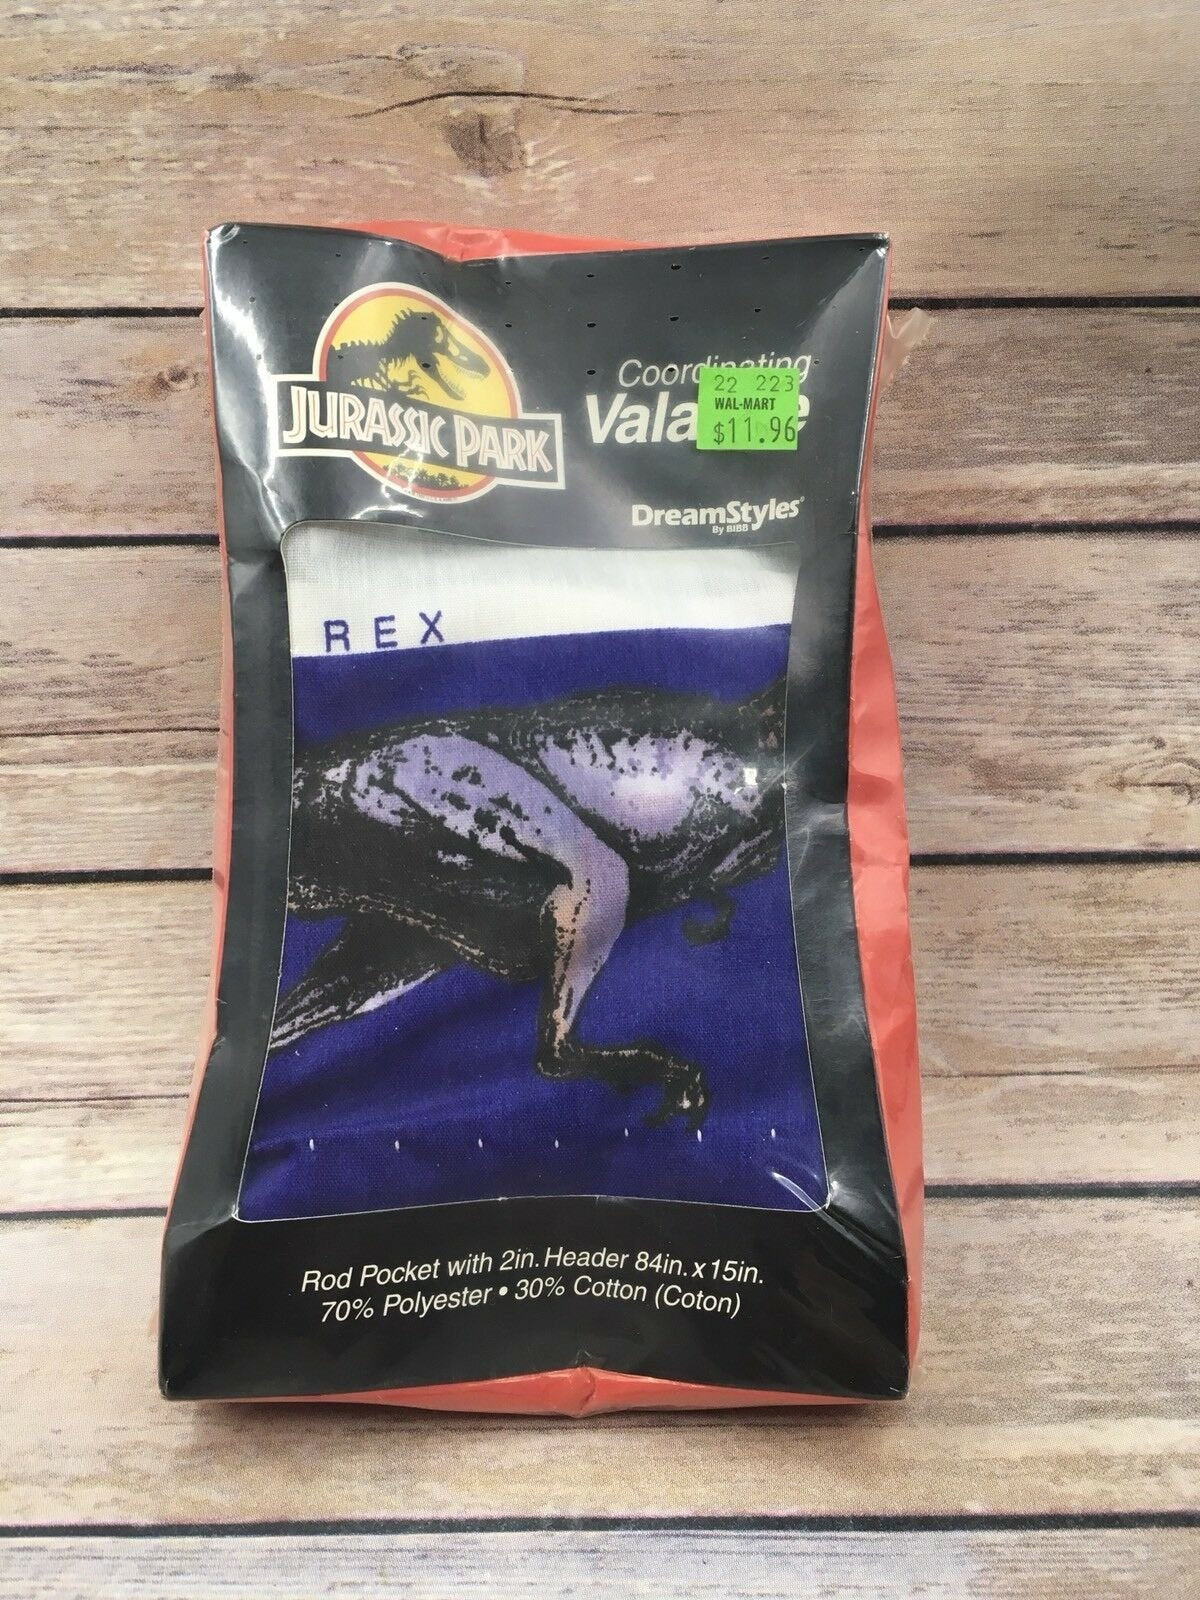 JURASSIC PARK
Coordinating
Vala e
22 223
WAL-MART
$11.96
DreamStyles®
By BIBB
REX
Rod Pocket with 2in. Header 84in. x 15in.
70% Polyester • 30% Cotton (Coton)